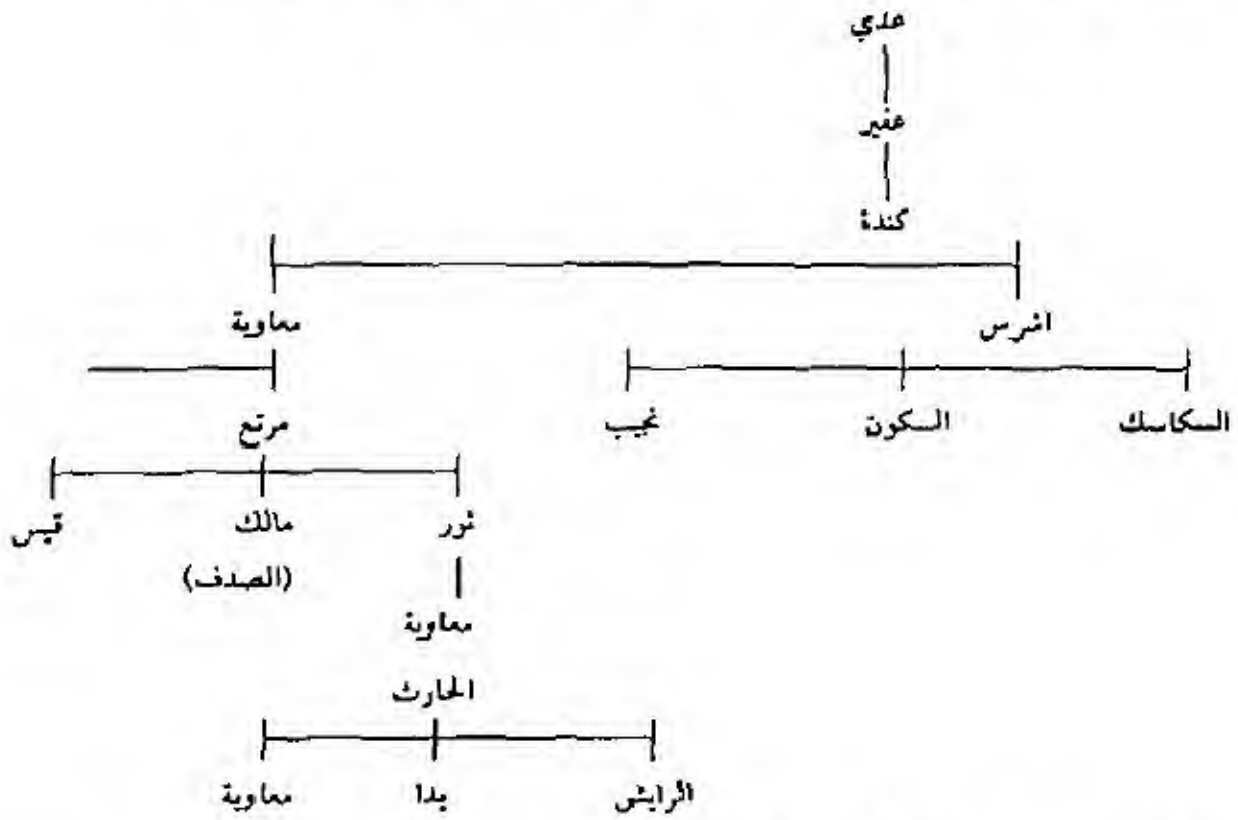 عدي
عفير
كندة
اشرس معاوية
السكاسك السكون نجيب مرتع
ثور مالك قيس
(الصدف)
معاوية
الحارث
الرايش بدا معاوية